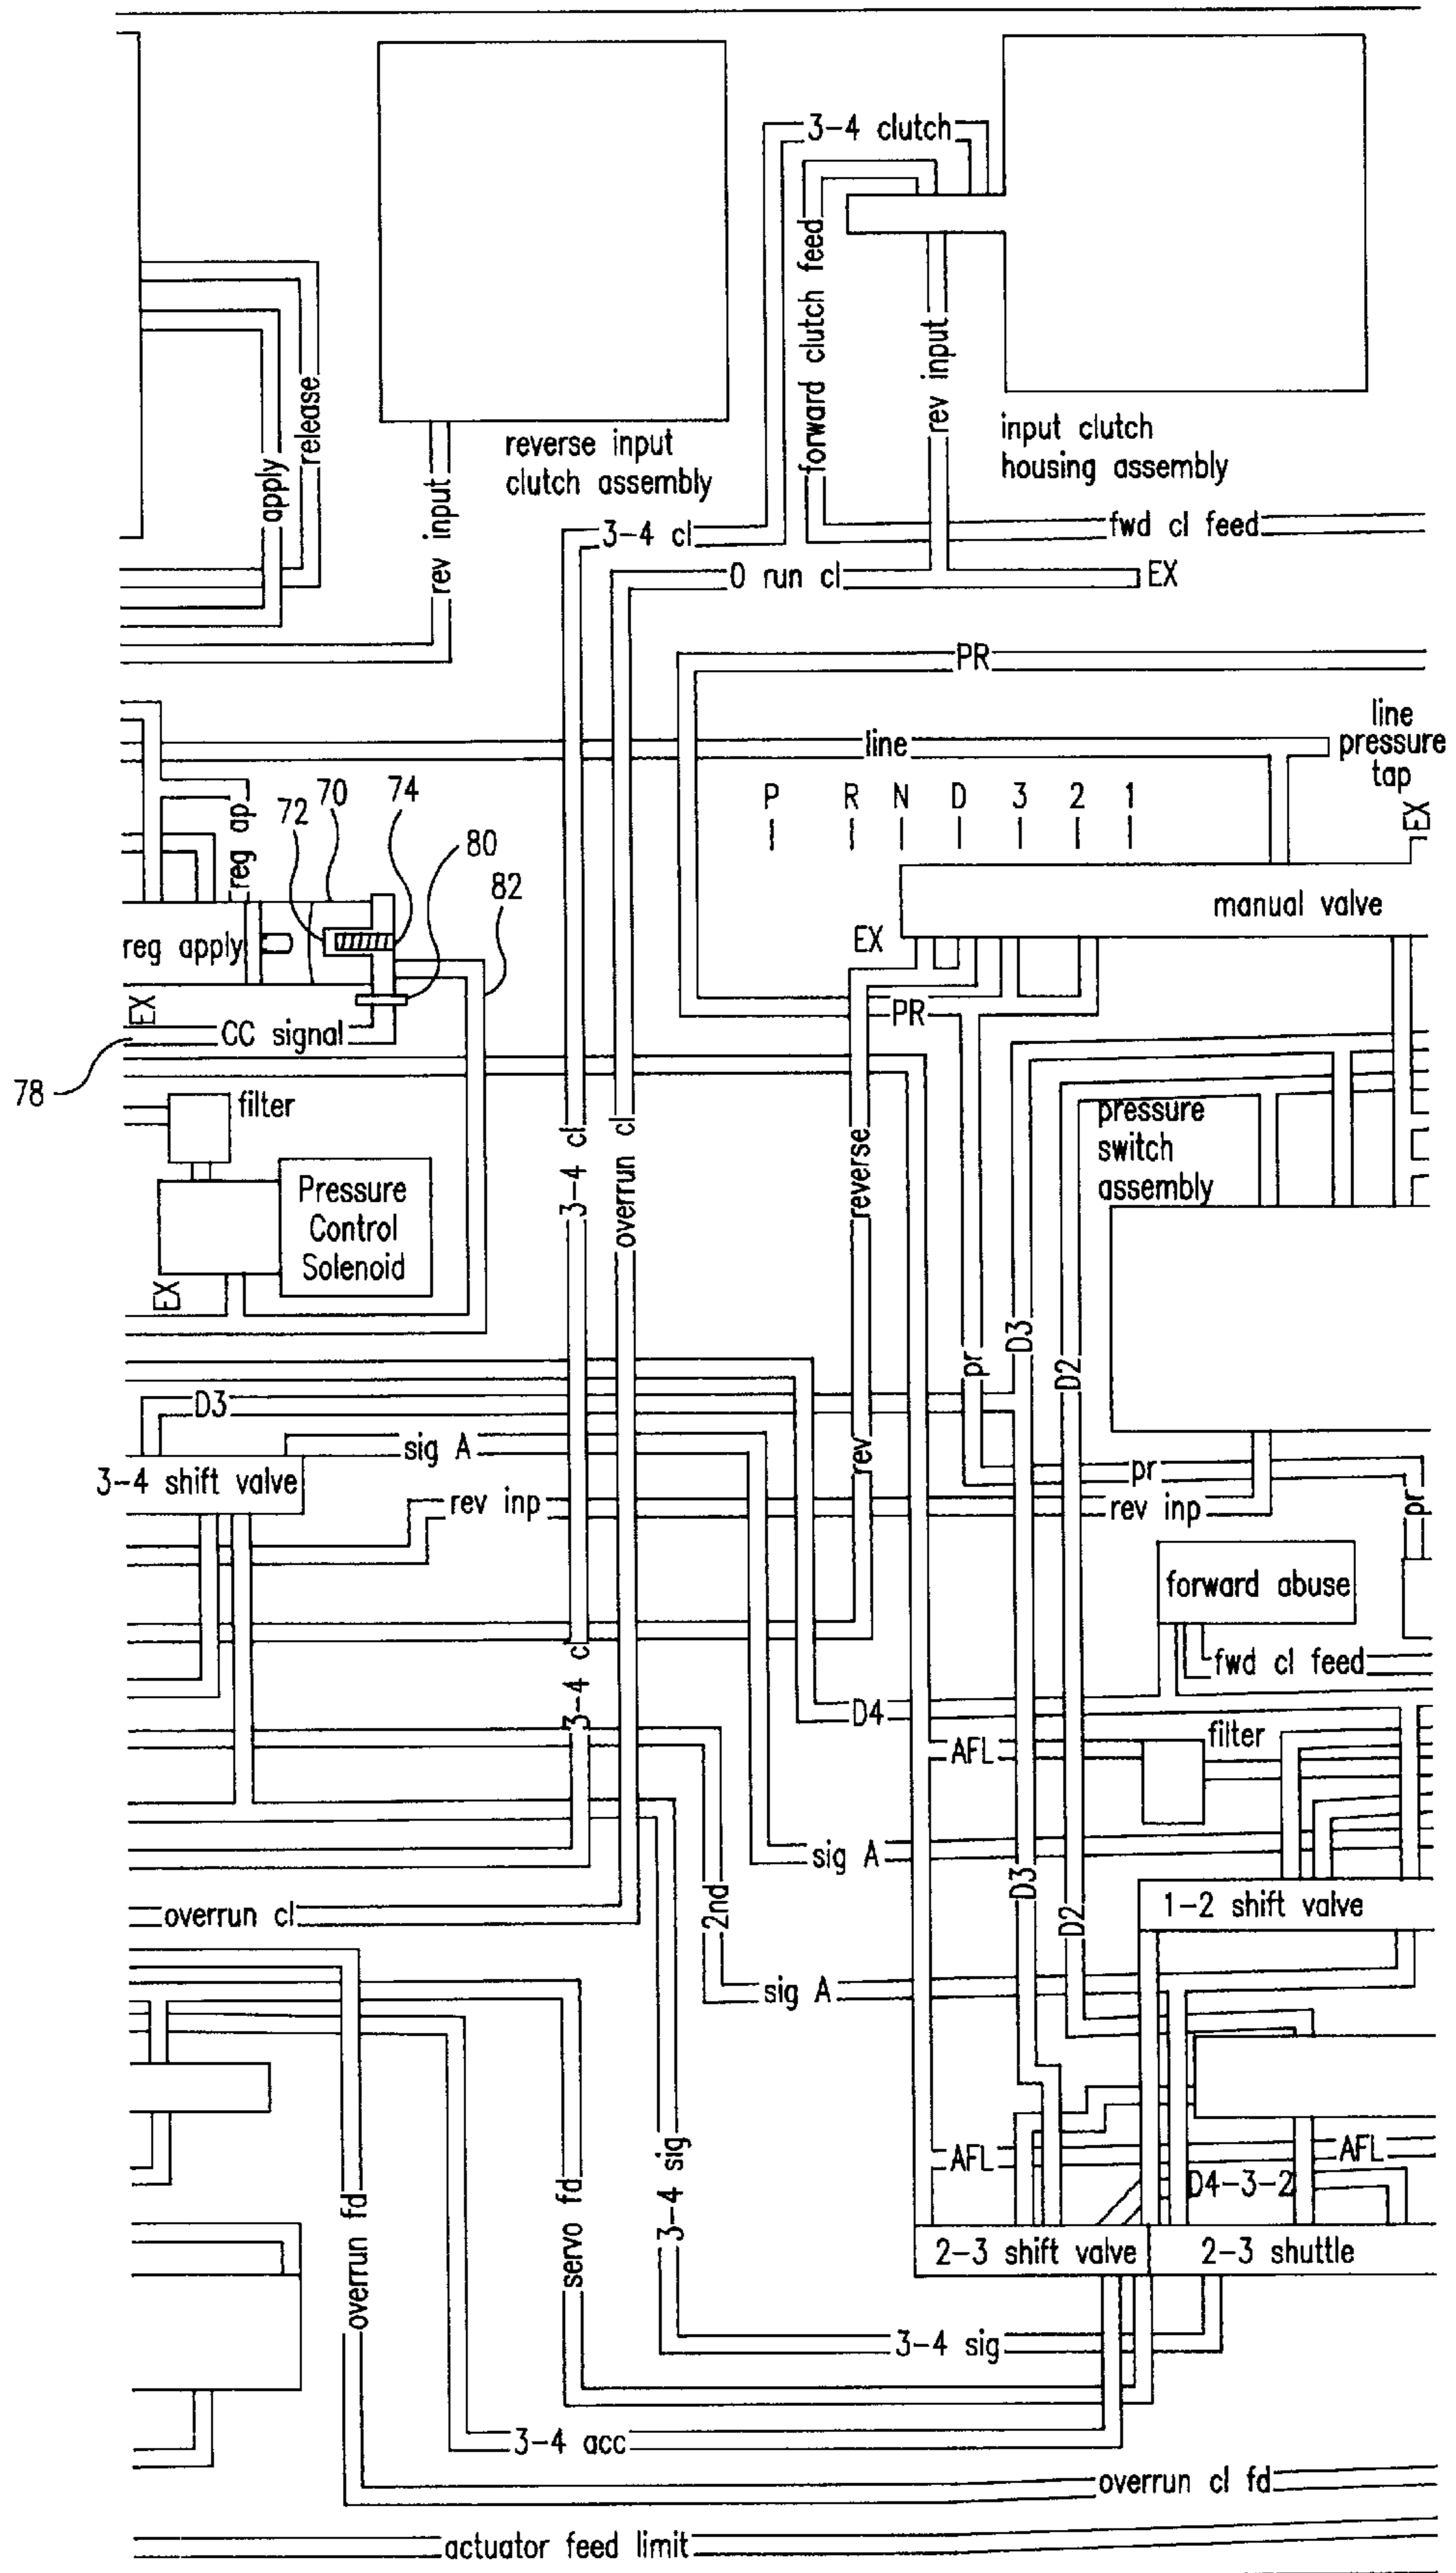 3-4 clutch
forward clutch feed
rev input
release
apply
rev input
reverse input
clutch assembly
input clutch
housing assembly
3-4 cl
fwd cl feed
O run cl
EX
PR
line
line
pressure
tap
EX
P R N D 3 2 1
72
70
74
80
82
reg ap
manual valve
reg apply
EX
EX
PR
CC signal
78
filter
pressure
switch
assembly
3-4 cl
overrun cl
reverse
Pressure
Control
Solenoid
EX
D3
pr
D2
D3
sig A
rev
pr
3-4 shift valve
rev inp
rev inp
pr
forward abuse
fwd cl feed
3-4 c
D4
filter
AFL
sig A
D3
2nd
1-2 shift valve
D2
overrun cl
sig A
AFL
AFL
3-4 sig
servo fd
overrun fd
D4-3-2
2-3 shift valve
2-3 shuttle
3-4 sig
3-4 acc
overrun cl fd
actuator feed limit